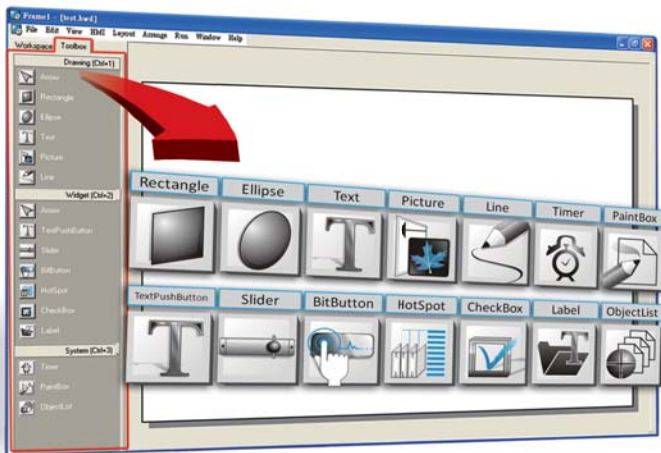 Frame1 - [test.hwd]
File Edit View HMI Layout Arrange Run Window Help
Workspace Toolbox
Drawing (Ctrl+1)
Arrow
Rectangle
Ellipse
Text
Picture
Line
Widget (Ctrl+2)
Arrow
TextPushButton
Slider
BitButton
HotSpot
CheckBox
Label
System (Ctrl+3)
Timer
PaintBox
ObjectList
Rectangle Ellipse Text Picture Line Timer PaintBox
T
TextPushButton Slider BitButton HotSpot CheckBox Label ObjectList
T T